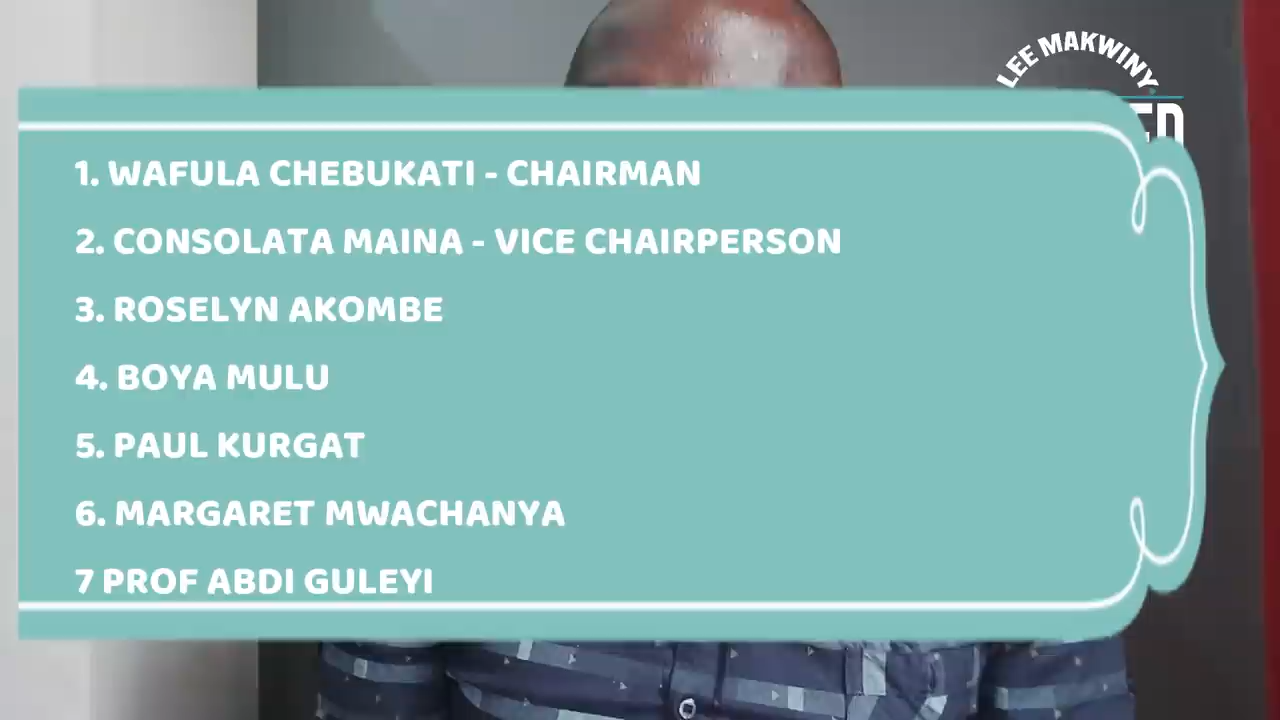 LEE MAKWINY
1. WAFULA CHEBUKATI - CHAIRMAN
2. CONSOLATA MAINA - VICE CHAIRPERSON
3. ROSELYN AKOMBE
4. BOYA MULU
5. PAUL KURGAT
6. MARGARET MWACHANYA
7 PROF ABDI GULEYI